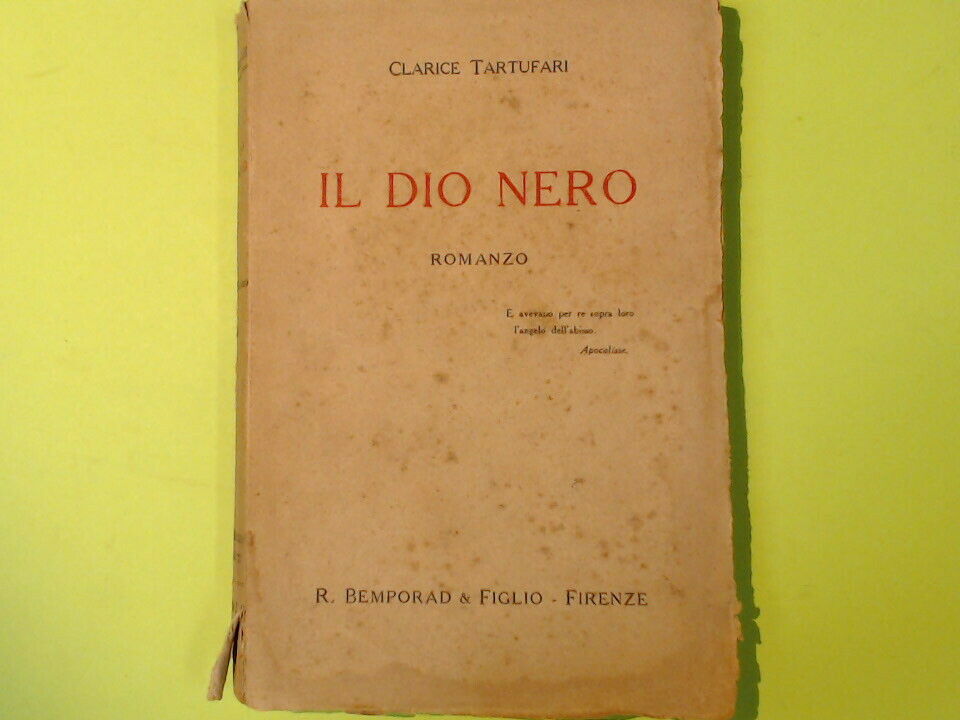 CLARICE TARTUFARI
IL DIO NERO
ROMANZO
E avevano per re sopra loro
l'angelo dell'abisso.
Apocalisse.
R. BEMPORAD & FIGLIO - FIRENZE